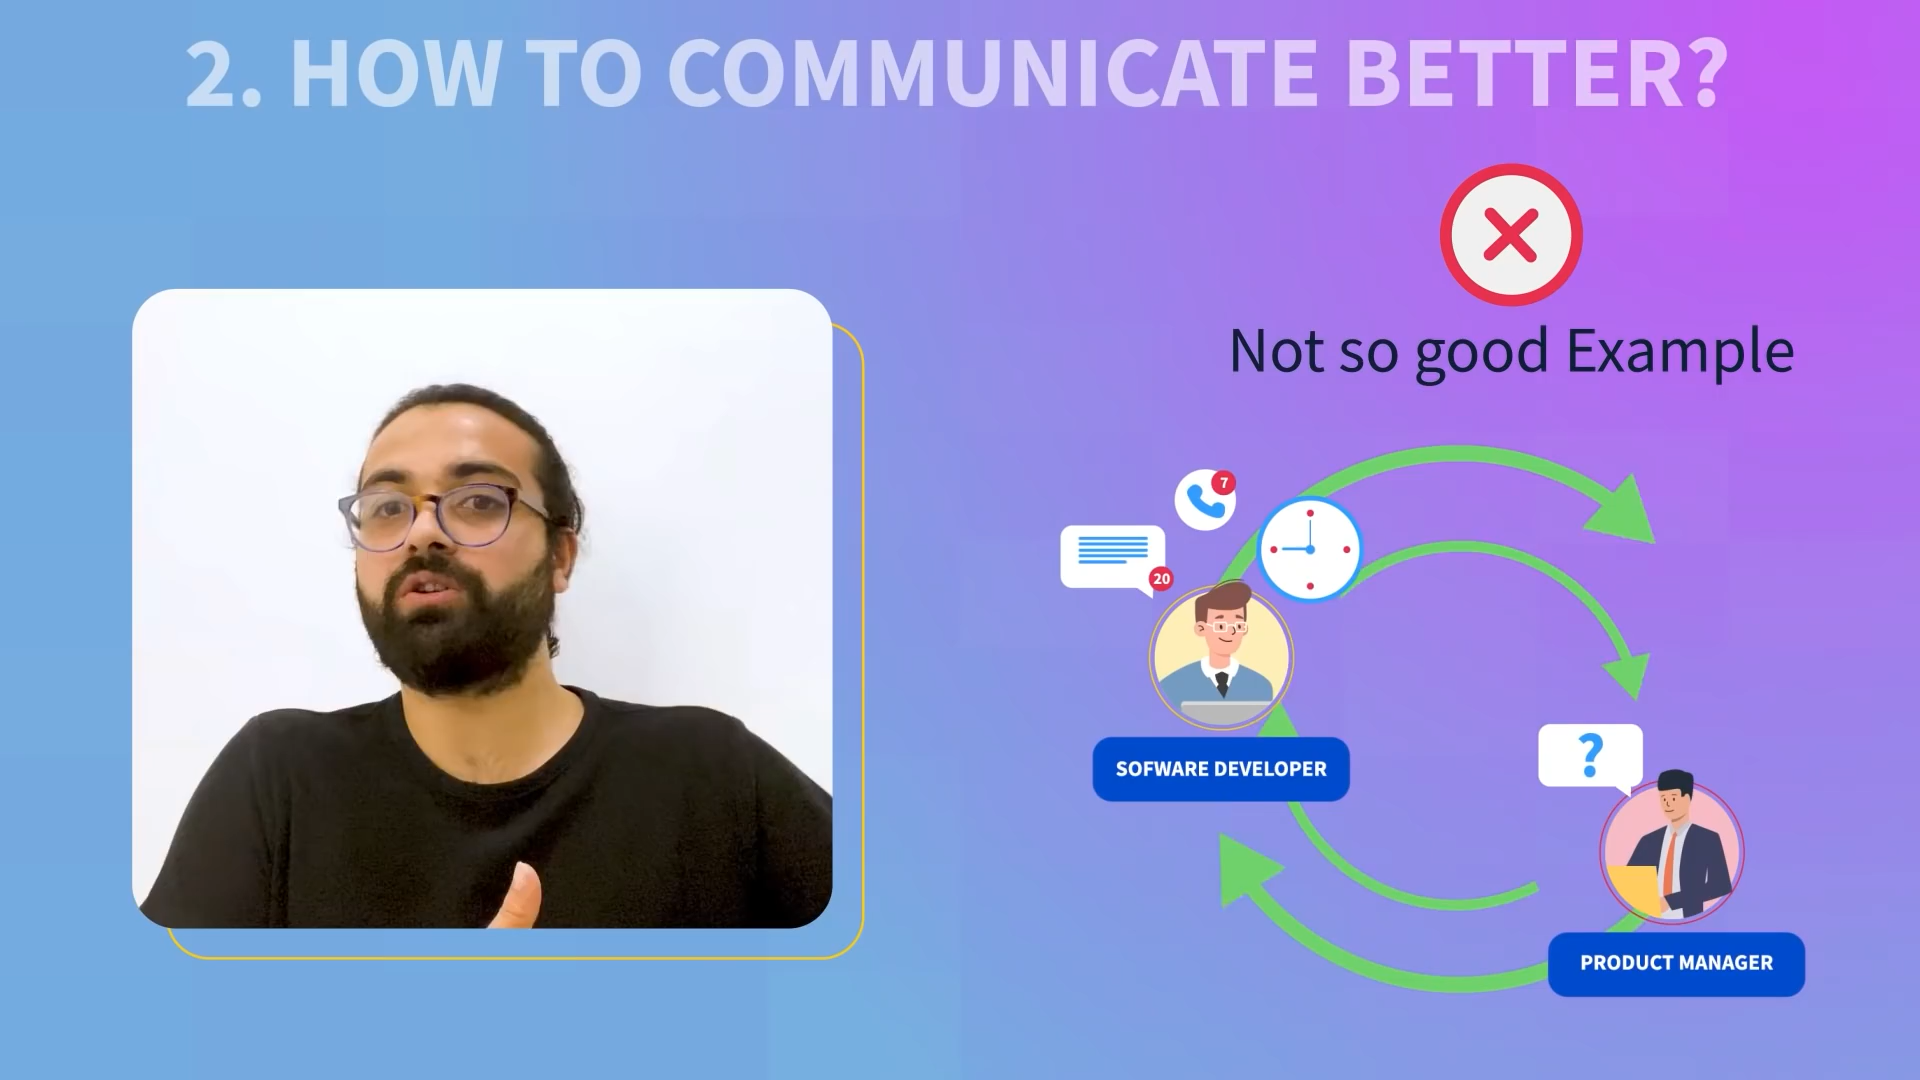 2. HOW TO COMMUNICATE BETTER?
Not so good Example
7
20
SOFWARE DEVELOPER
?
PRODUCT MANAGER